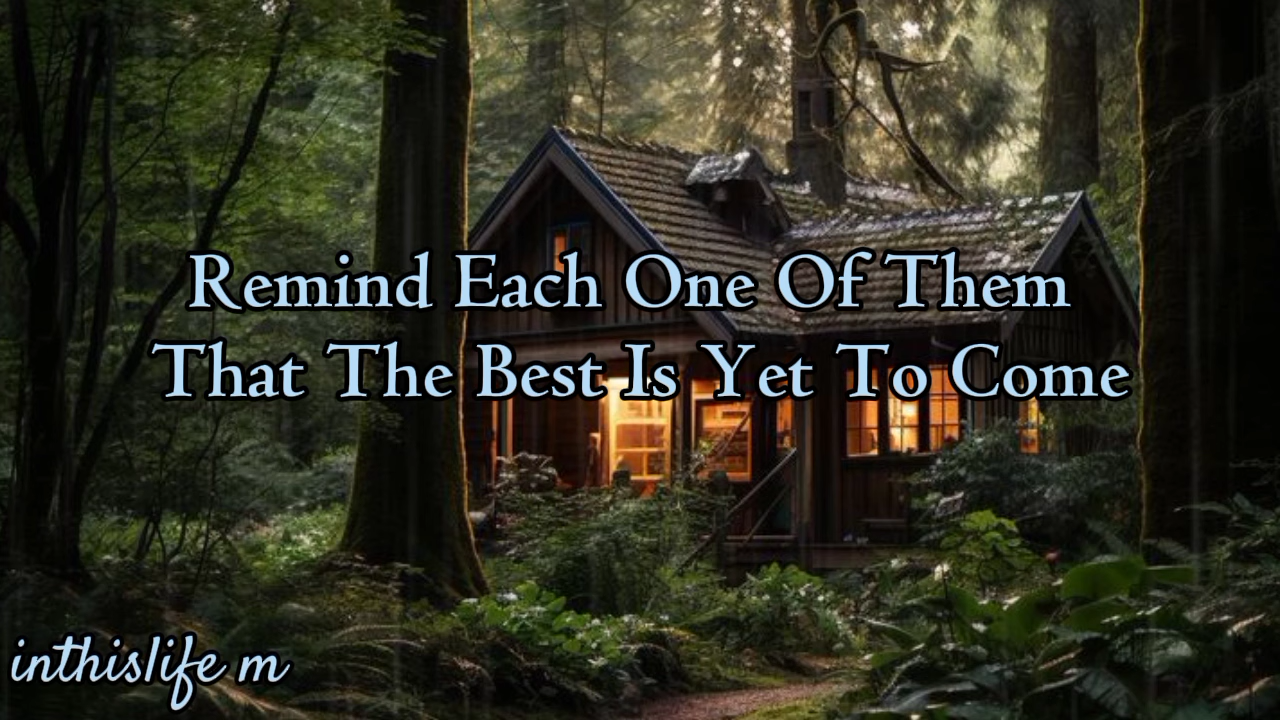 Remind Each One Of Them
That The Best Is Yet To Come
inthislife m